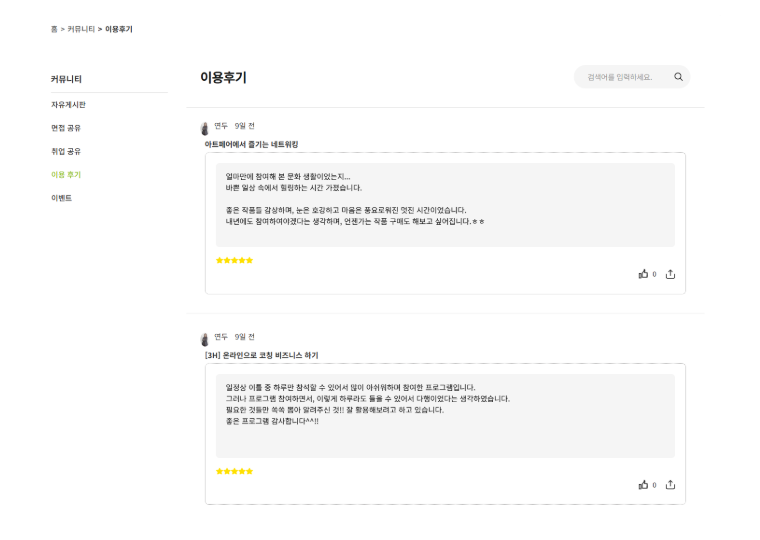 홈 > 커뮤니티 > 이용후기
커뮤니티
자유게시판
면접 공유
취업 공유
이용 후기
이벤트
이용후기
검색어를 입력하세요.
연두 9일 전
아트페어에서 즐기는 네트워킹
얼마만에 참여해 본 문화 생활이었는지...
바쁜 일상 속에서 힐링하는 시간 가졌습니다.
좋은 작품들 감상하며, 눈은 호강하고 마음은 풍요로워진 멋진 시간이었습니다.
내년에도 참여하여야겠다는 생각하며, 언젠가는 작품 구매도 해보고 싶어집니다.ㅎㅎ
0
연두 9일 전
[3H] 온라인으로 코칭 비즈니스 하기
일정상 이틀 중 하루만 참석할 수 있어서 많이 아쉬워하며 참여한 프로그램입니다.
그러나 프로그램 참여하면서, 이렇게 하루라도 들을 수 있어서 다행이었다는 생각하였습니다.
필요한 것들만 쏙쏙 뽑아 알려주신 것!! 잘 활용해보려고 하고 있습니다.
좋은 프로그램 감사합니다^^!!
0